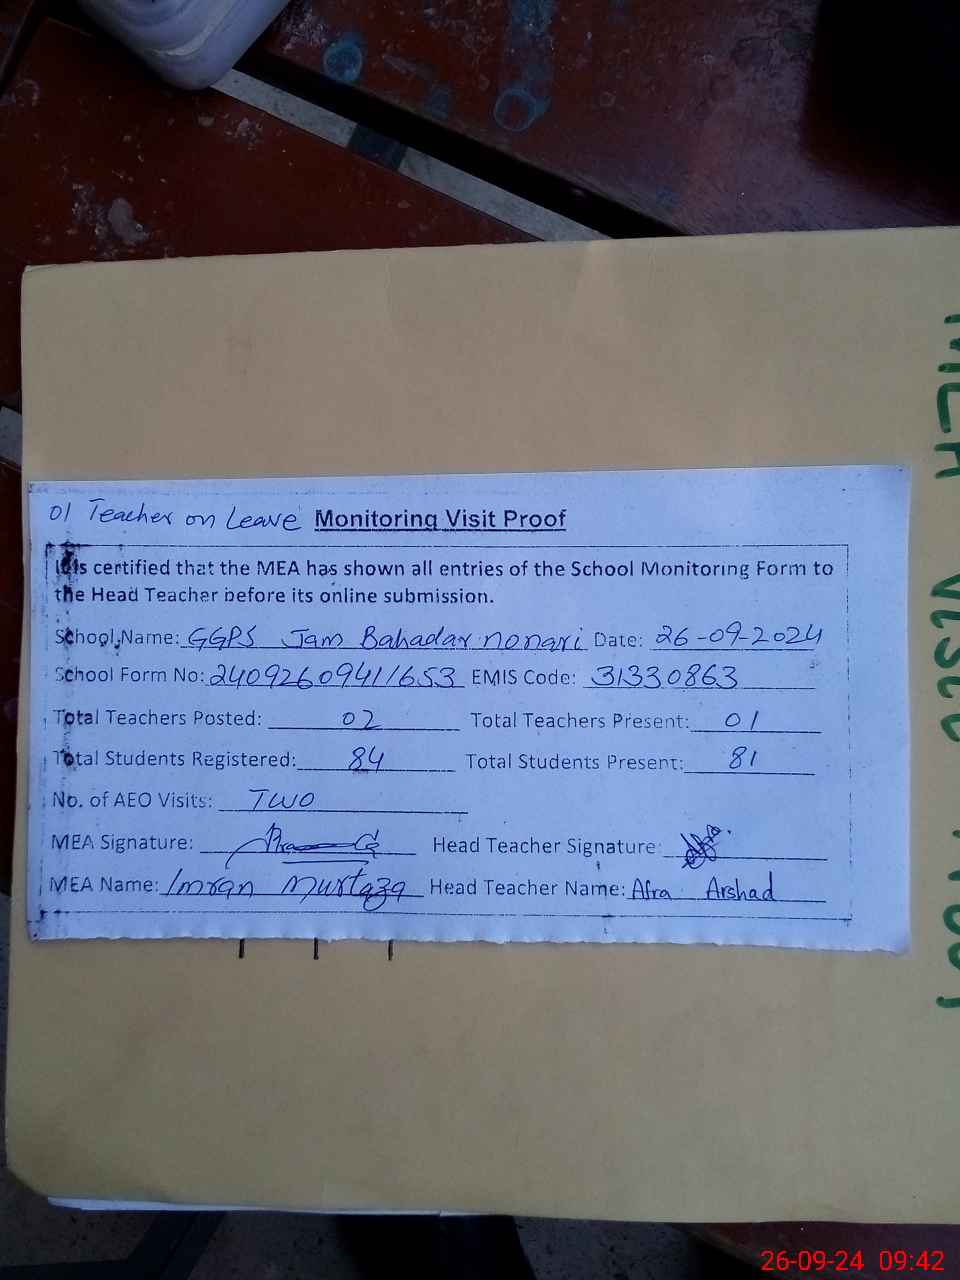 01 Teacher on Leave Monitoring Visit Proof
It is certified that the MEA has shown all entries of the School Monitoring Form to
the Head Teacher before its online submission.
School Name: GGPS Jam Bahadar nonari Date: 26-09-2024
School Form No: 24092609411653 EMIS Code: 31330863
Total Teachers Posted: 02 Total Teachers Present: 01
Total Students Registered: 84 Total Students Present: 81
No. of AEO Visits: TWO
MEA Signature: Head Teacher Signature: Afra
MEA Name: Imran Murtaza Head Teacher Name: Afra Arshad
MEA VISIT
26-09-24 09:42